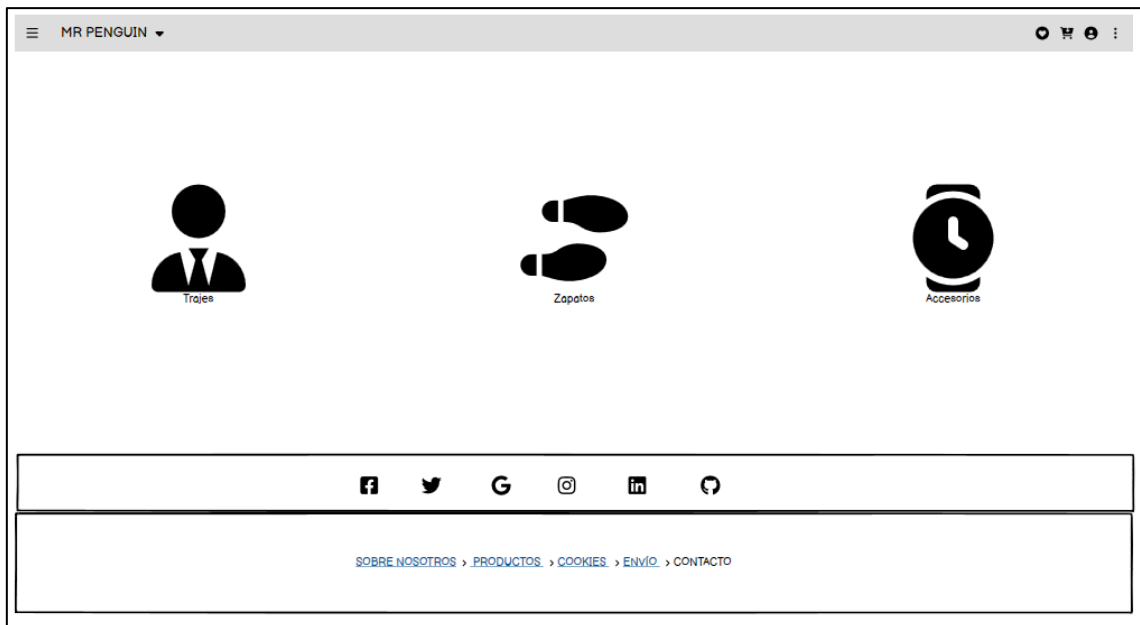 MR PENGUIN
Trajes
Zapatos
Accesorios
SOBRE NOSOTROS > PRODUCTOS > COOKIES > ENVÍO > CONTACTO